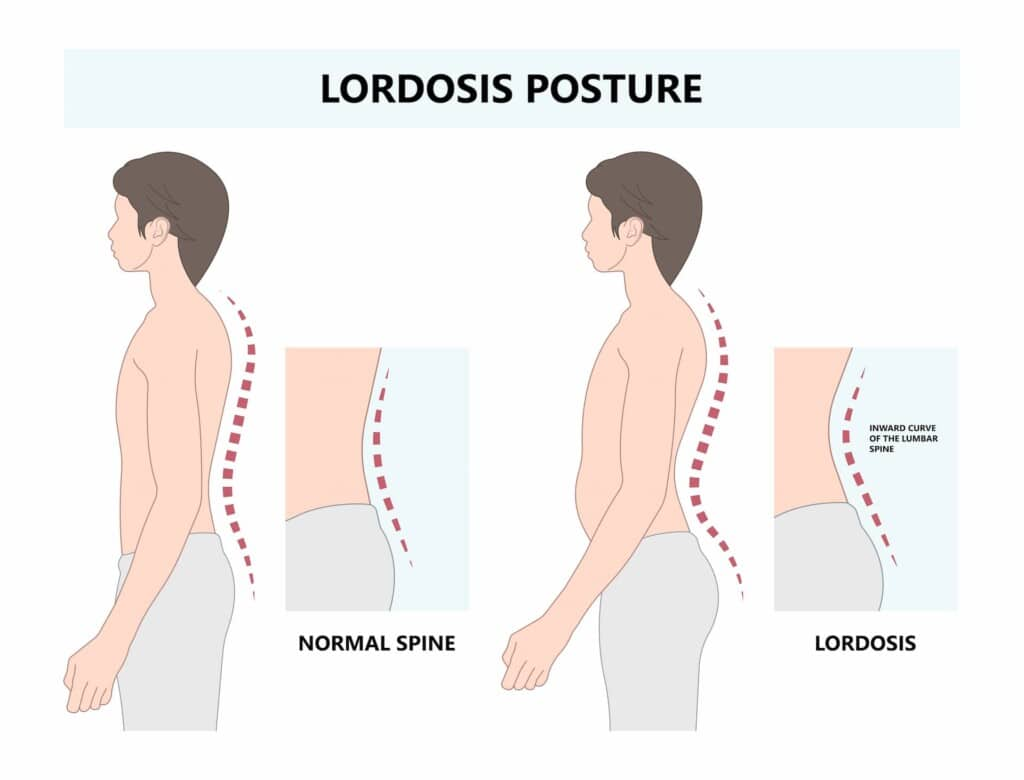 LORDOSIS POSTURE
INWARD CURVE
OF THE LUMBAR
SPINE
NORMAL SPINE
LORDOSIS